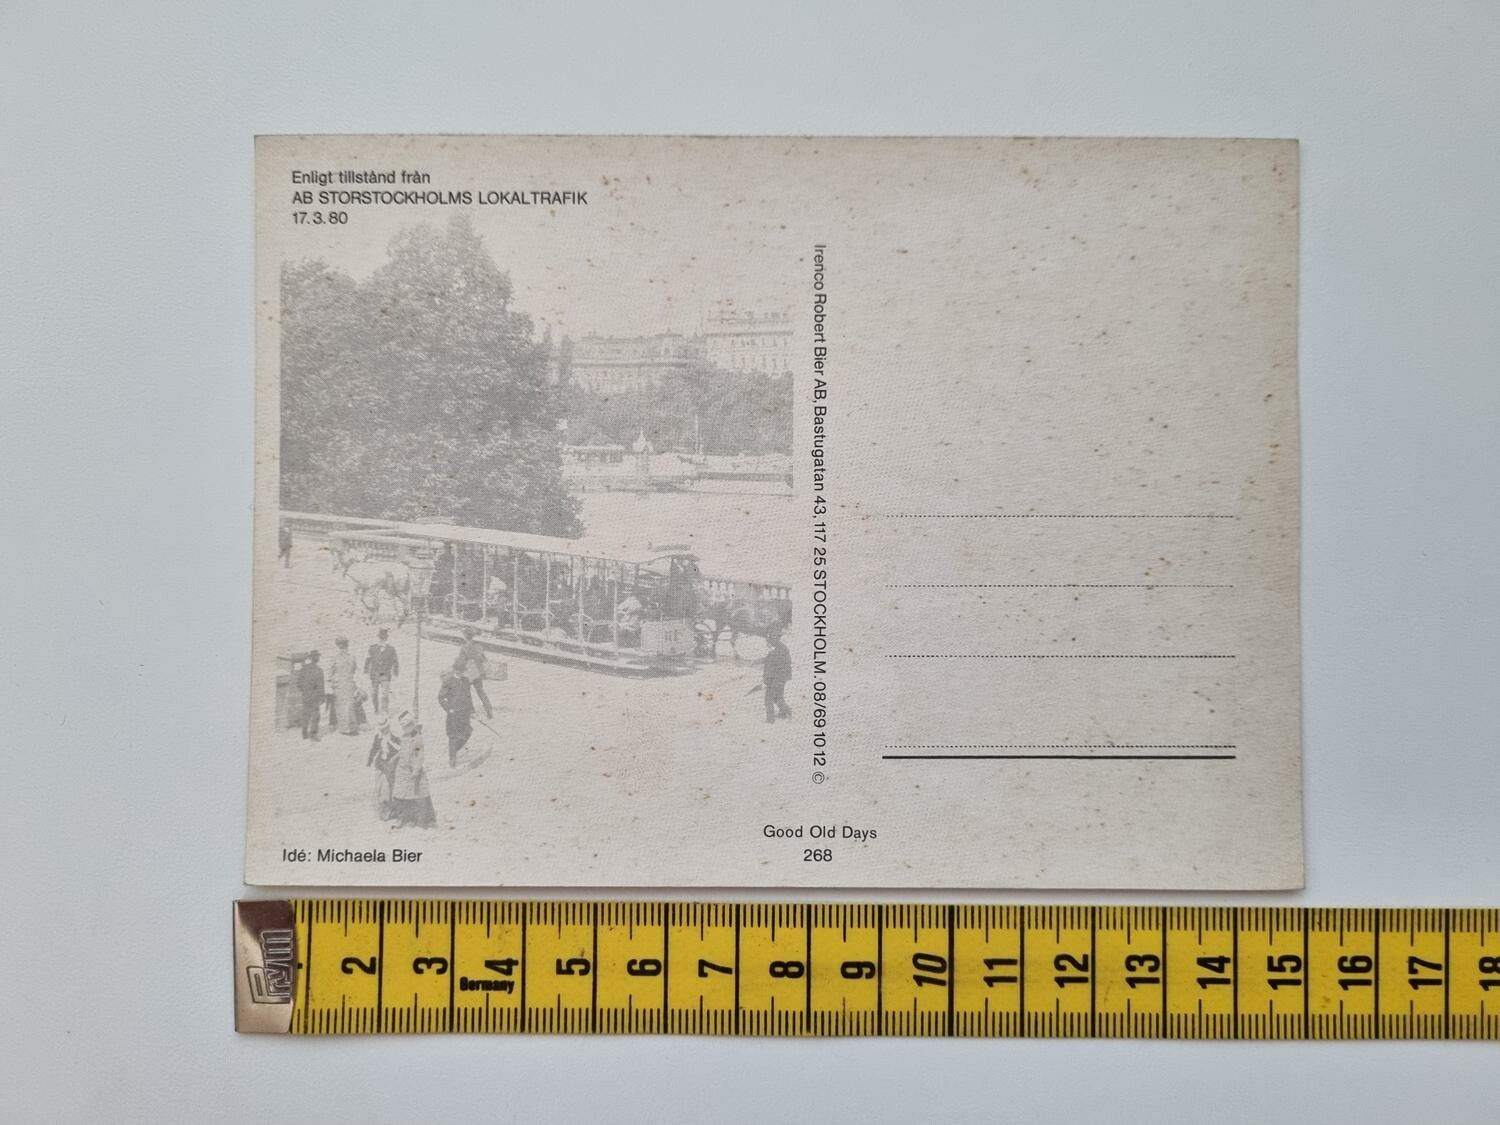 Enligt tillstånd från
AB STORSTOCKHOLMS LOKALTRAFIK
17.3.80
Irenco Robert Bier AB, Bastugatan 43, 117 25 STOCKHOLM. 08/69 10 12 ©
Good Old Days
268
Idé: Michaela Bier
Prym
2 3 4 5 6 7 8 9 10 11 12 13 14 15 16 17 18
Germany